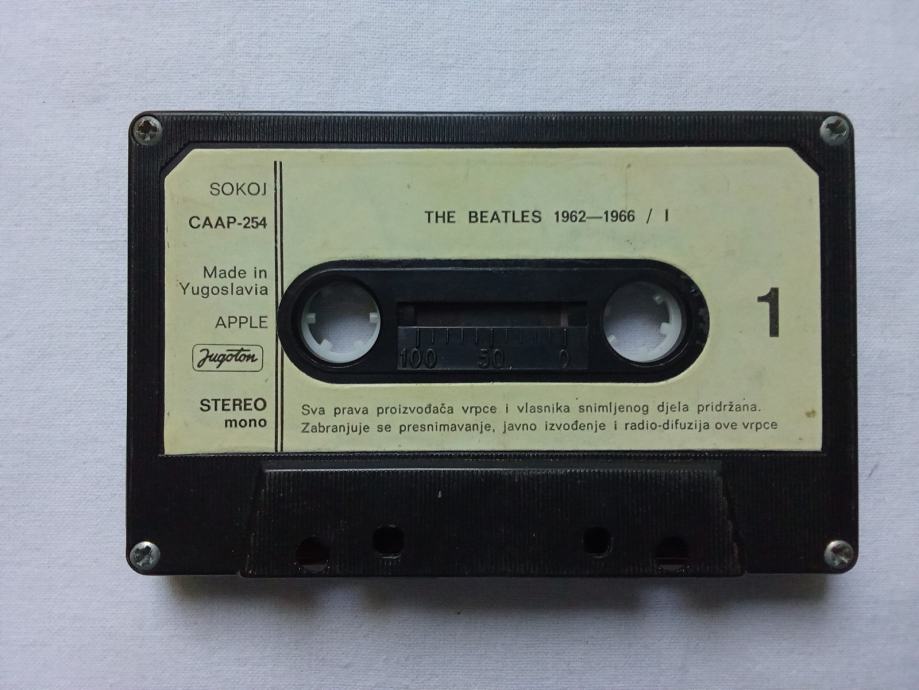 SOKOJ
CAAP-254
Made in
Yugoslavia
APPLE
Jugoton
STEREO
mono
THE BEATLES 1962—1966 / I
1
100 50 0
Sva prava proizvođača vrpce i vlasnika snimljenog djela pridržana.
Zabranjuje se presnimavanje, javno izvođenje i radio-difuzija ove vrpce